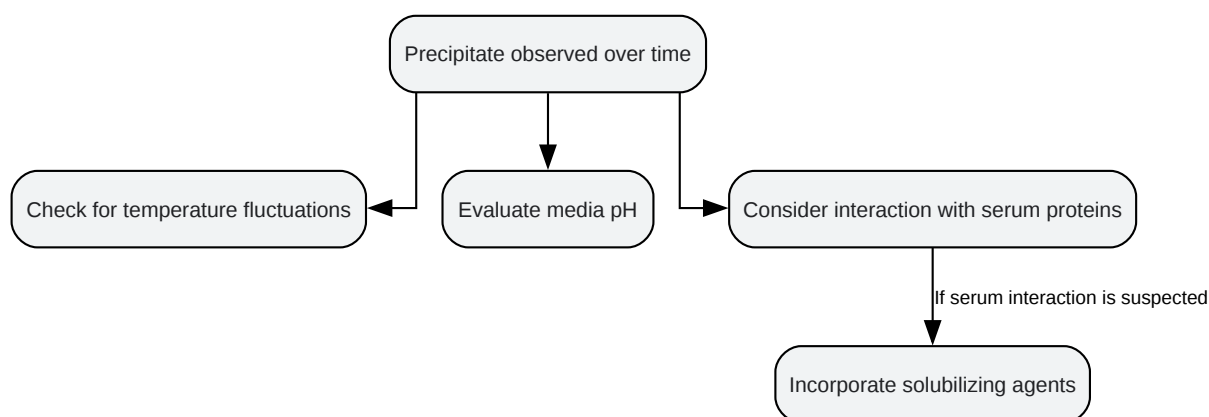 Precipitate observed over time
Check for temperature fluctuations
Evaluate media pH
Consider interaction with serum proteins
If serum interaction is suspected
Incorporate solubilizing agents